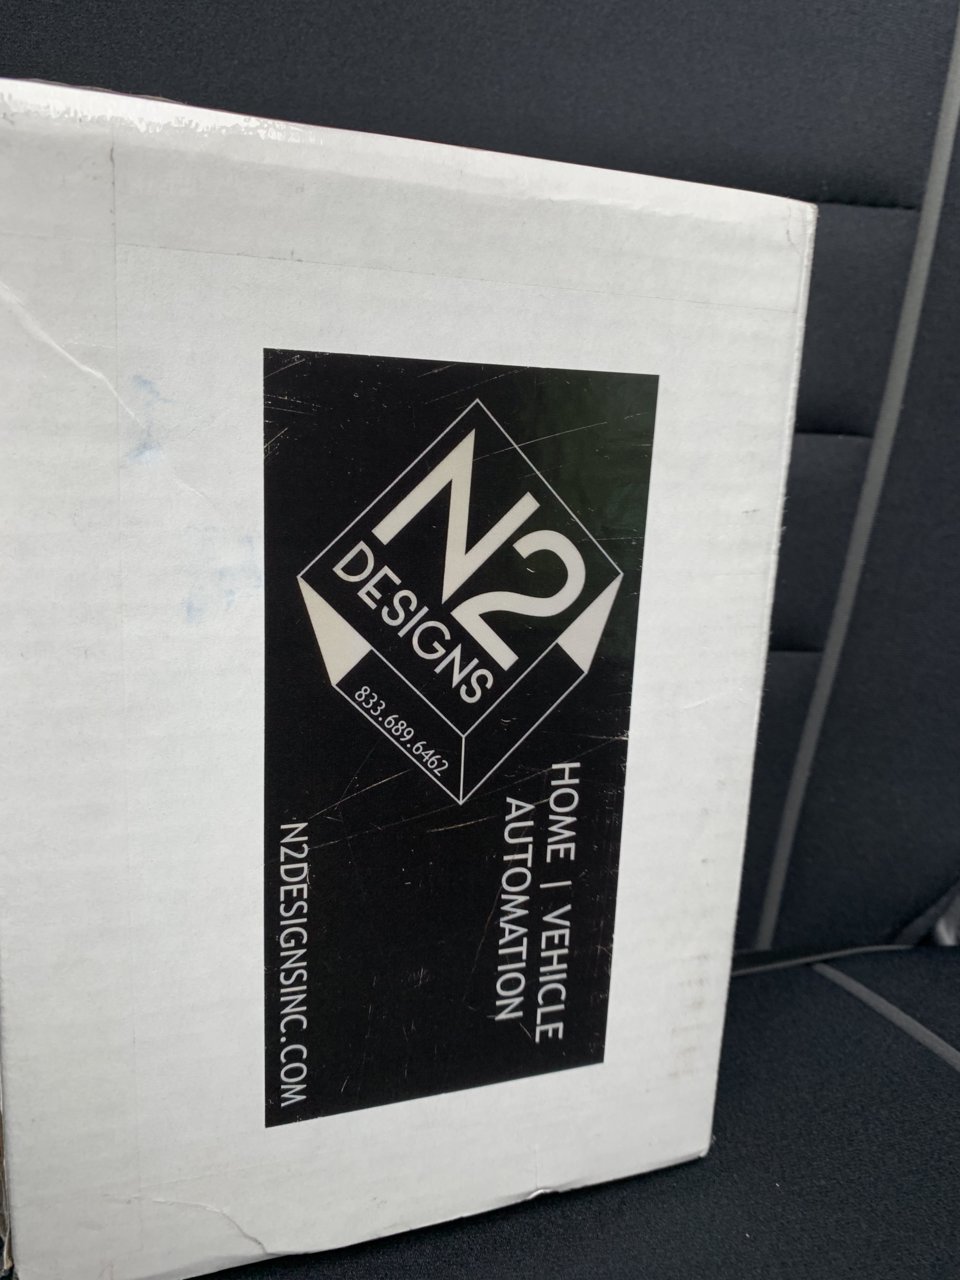 N2
DESIGNS
833.689.6462
HOME | VEHICLE
AUTOMATION
N2DESIGNSINC.COM